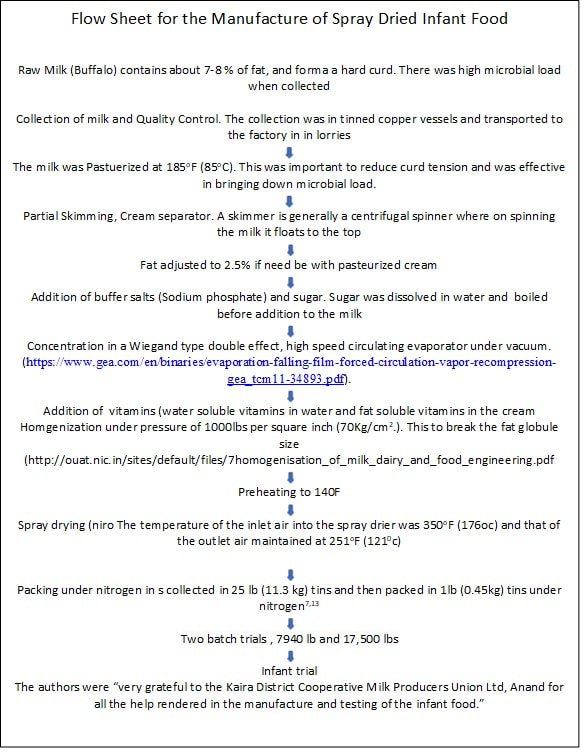 Flow Sheet for the Manufacture of Spray Dried Infant Food
Raw Milk (Buffalo) contains about 7-8 % of fat, and forma a hard curd. There was high microbial load
when collected
Collection of milk and Quality Control. The collection was in tinned copper vessels and transported to
the factory in in lorries
The milk was Pastuerized at 185°F (85°C). This was important to reduce curd tension and was effective
in bringing down microbial load.
Partial Skimming, Cream separator. A skimmer is generally a centrifugal spinner where on spinning
the milk it floats to the top
Fat adjusted to 2.5% if need be with pasteurized cream
Addition of buffer salts (Sodium phosphate) and sugar. Sugar was dissolved in water and boiled
before addition to the milk
Concentration in a Wiegand type double effect, high speed circulating evaporator under vacuum.
(https://www.gea.com/en/binaries/evaporation-falling-film-forced-circulation-vapor-recompression-
gea_tcm11-34893.pdf).
Addition of vitamins (water soluble vitamins in water and fat soluble vitamins in the cream
Homgenization under pressure of 1000lbs per square inch (70Kg/cm².). This to break the fat globule
size
(http://ouat.nic.in/sites/default/files/7homogenisation_of_milk_dairy_and_food_engineering.pdf
Preheating to 140F
Spray drying (niro The temperature of the inlet air into the spray drier was 350°F (176oc) and that of
the outlet air maintained at 251°F (121⁰c)
Packing under nitrogen in s collected in 25 lb (11.3 kg) tins and then packed in 1lb (0.45kg) tins under
nitrogen⁷,¹³
Two batch trials , 7940 lb and 17,500 lbs
Infant trial
The authors were “very grateful to the Kaira District Cooperative Milk Producers Union Ltd, Anand for
all the help rendered in the manufacture and testing of the infant food.”